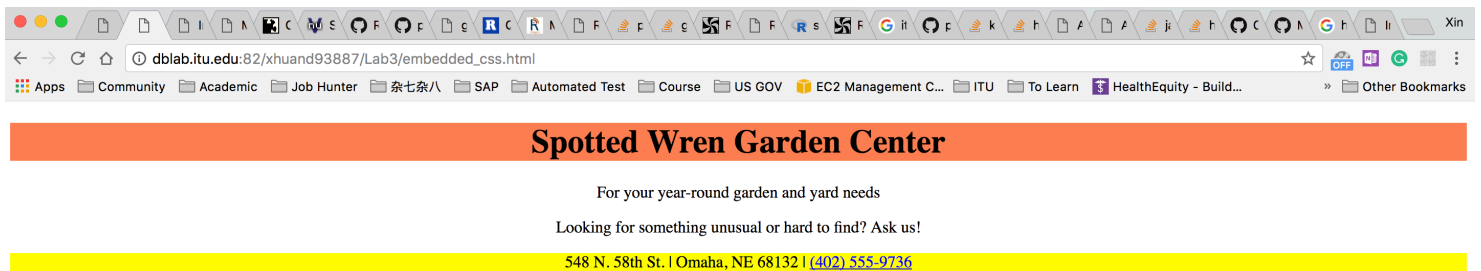 Xin
dblab.itu.edu:82/xhuand93887/Lab3/embedded_css.html
OFF
Apps Community Academic Job Hunter 杂七杂八 SAP Automated Test Course US GOV EC2 Management C... ITU To Learn HealthEquity - Build... » Other Bookmarks
Spotted Wren Garden Center
For your year-round garden and yard needs
Looking for something unusual or hard to find? Ask us!
548 N. 58th St. | Omaha, NE 68132 | (402) 555-9736